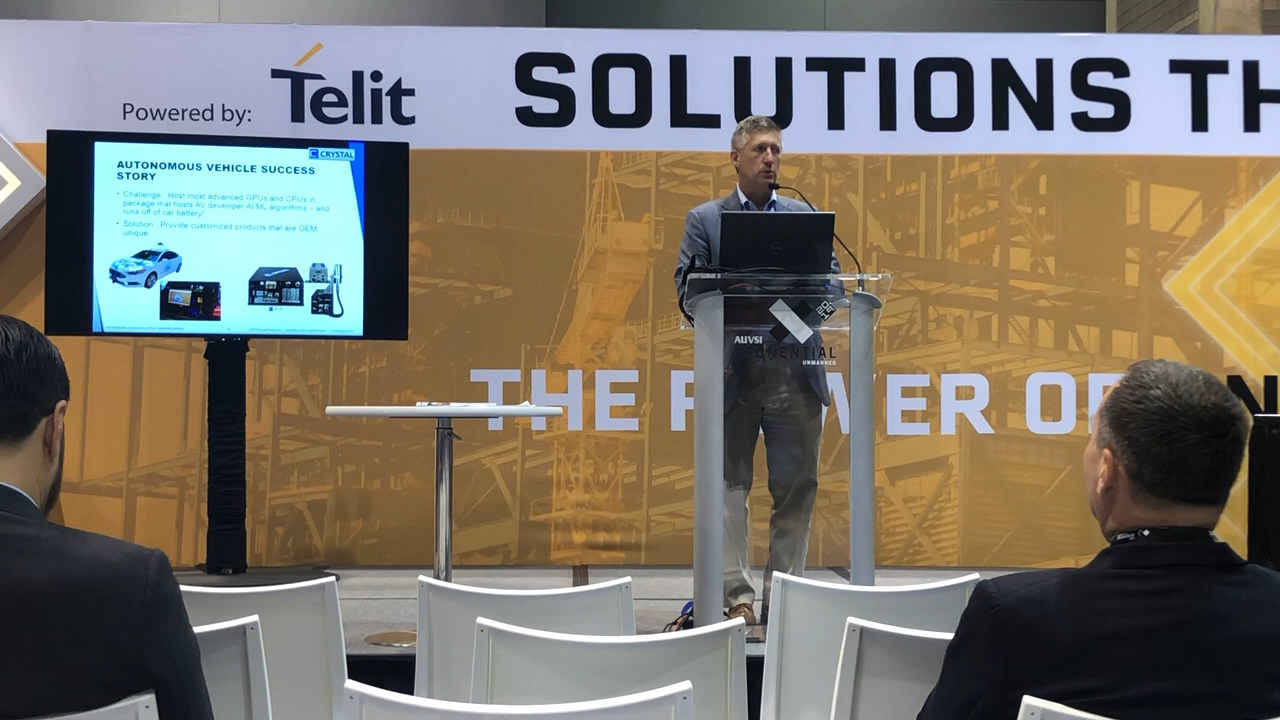 Powered by: Telit
SOLUTIONS TH
CRYSTAL
AUTONOMOUS VEHICLE SUCCESS
STORY
• Challenge: Host most advanced GPUs and CPUs in
package that hosts AV developer AI/ML algorithms – and
runs off of car battery!
• Solution: Provide customized products that are OEM
unique
AUVSI
XPONENTIAL
UNMANNED
THE POWER OF